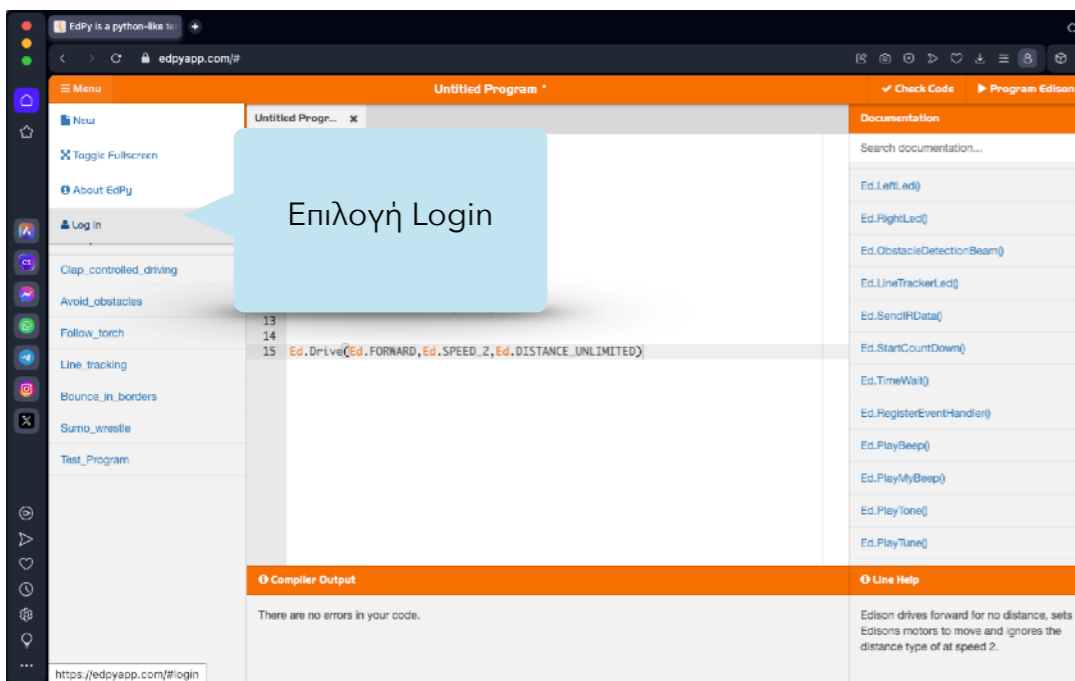 EdPy is a python-like te
edpyapp.com/#
Menu
Untitled Program *
Check Code
Program Edison
New
Toggle Fullscreen
About EdPy
Log In
Clap_controlled_driving
Avoid_obstacles
Follow_torch
Line_tracking
Bounce_in_borders
Sumo_wrestle
Test_Program
Untitled Progr... x
Επιλογή Login
13
14
15 Ed.Drive(Ed.FORWARD,Ed.SPEED_2,Ed.DISTANCE_UNLIMITED)
Documentation
Search documentation...
Ed.LeftLed()
Ed.RightLed()
Ed.ObstacleDetectionBeam()
Ed.LineTrackerLed()
Ed.SendIRData()
Ed.StartCountDown()
Ed.TimeWait()
Ed.RegisterEventHandler()
Ed.PlayBeep()
Ed.PlayMyBeep()
Ed.PlayTone()
Ed.PlayTune()
Compiler Output
There are no errors in your code.
Line Help
Edison drives forward for no distance, sets
Edisons motors to move and ignores the
distance type of at speed 2.
https://edpyapp.com/#login